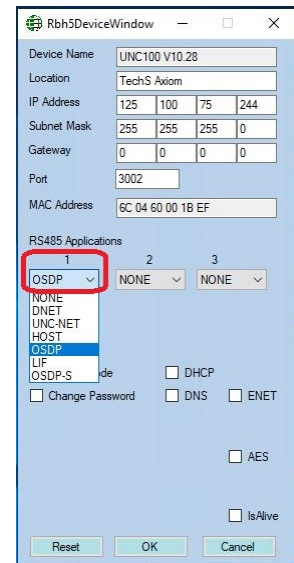 Rbh5DeviceWindow
Device Name UNC100 V10.28
Location TechS Axiom
IP Address 125 100 75 244
Subnet Mask 255 255 255 0
Gateway 0 0 0 0
Port 3002
MAC Address 6C 04 60 00 1B EF
RS485 Applications
1 2 3
OSDP NONE NONE
NONE
DNET
UNC-NET
HOST
OSDP
LIF
OSDP-S
de DHCP
Change Password DNS ENET
AES
IsAlive
Reset OK Cancel